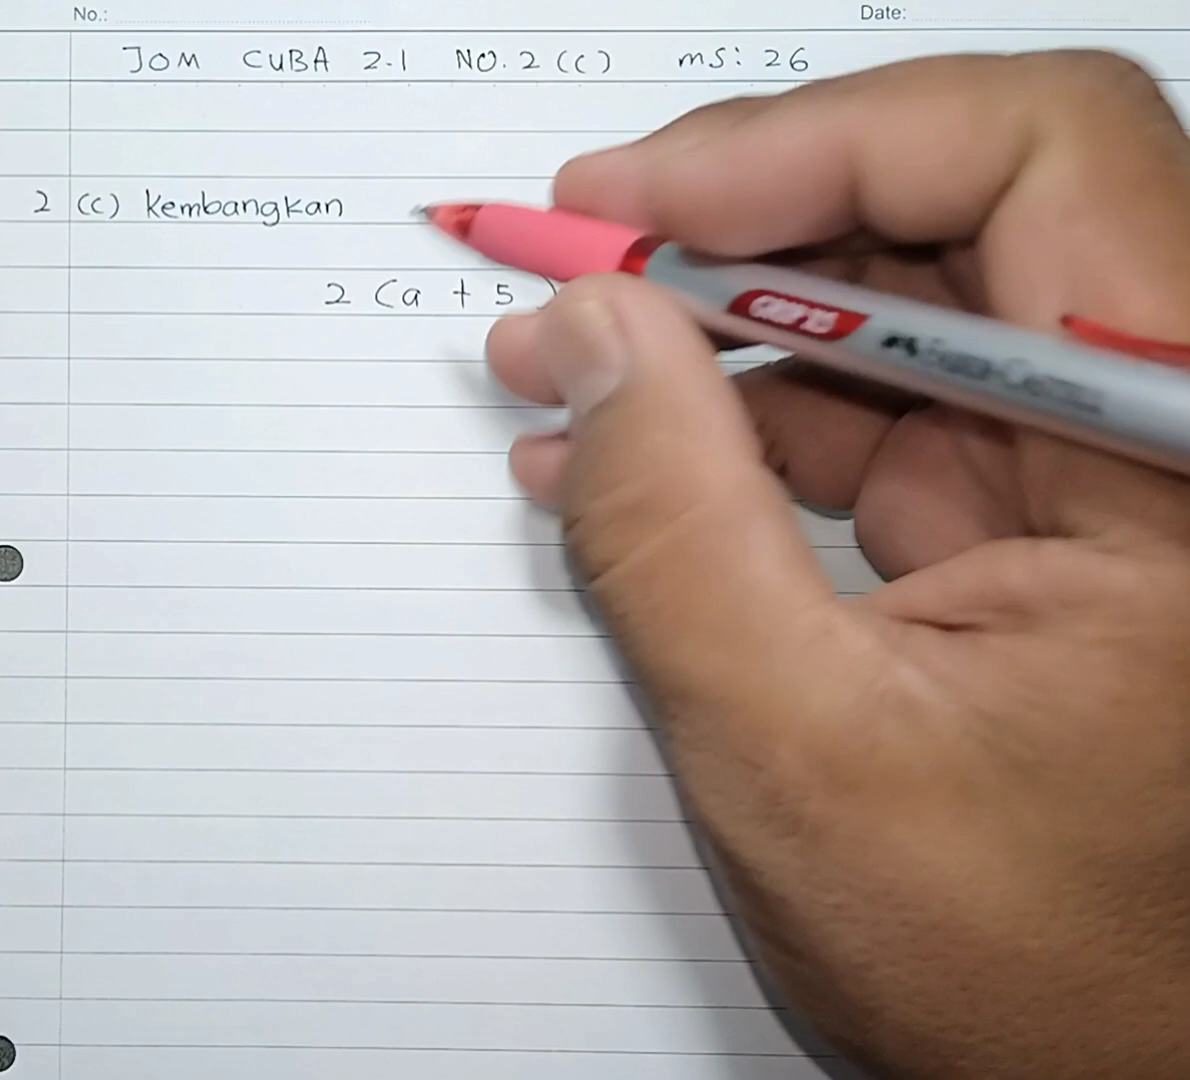 No.: Date:
JOM CUBA 2.1 NO. 2 (c) ms: 26
2 (c) kembangkan
2 (a + 5)